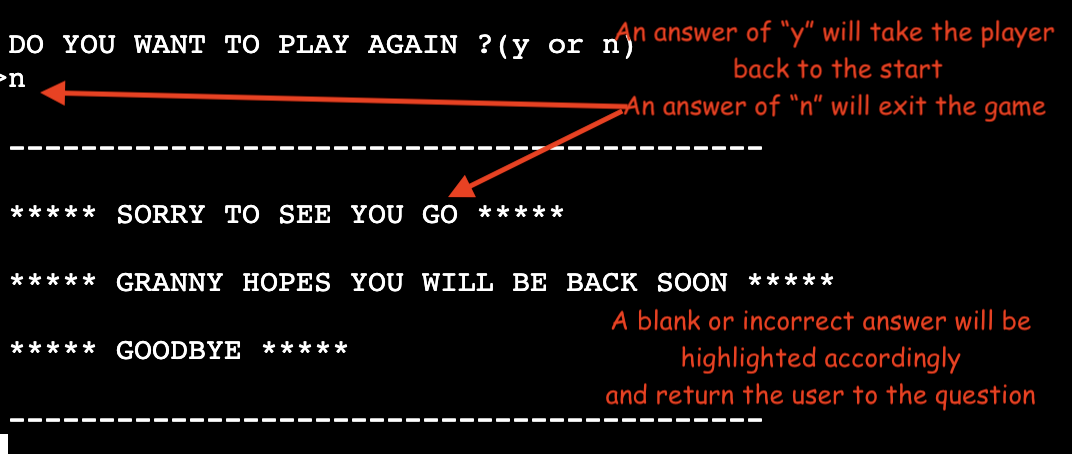 DO YOU WANT TO PLAY AGAIN ?(y or n)
>n
An answer of “y” will take the player
back to the start
An answer of “n” will exit the game
------------------------------------------
***** SORRY TO SEE YOU GO *****
***** GRANNY HOPES YOU WILL BE BACK SOON *****
***** GOODBYE *****
A blank or incorrect answer will be
highlighted accordingly
and return the user to the question
------------------------------------------